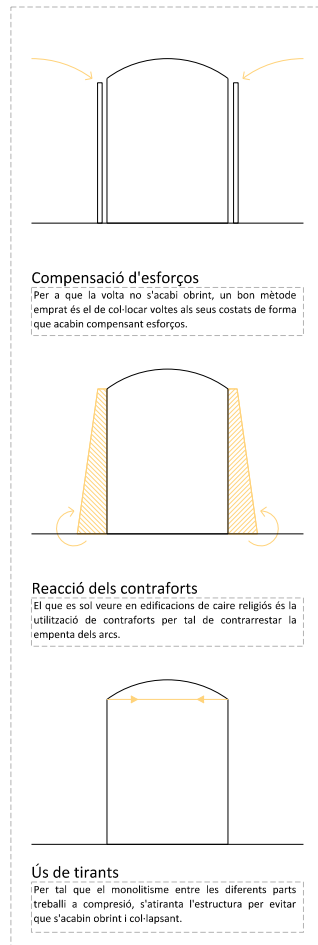 Compensació d'esforços
Per a que la volta no s'acabi obrint, un bon mètode
emprat és el de col·locar voltes als seus costats de forma
que acabin compensant esforços.
Reacció dels contraforts
El que es sol veure en edificacions de caire religiós és la
utilització de contraforts per tal de contrarrestar la
empenta dels arcs.
Ús de tirants
Per tal que el monolitisme entre les diferents parts
treballi a compresió, s'atiranta l'estructura per evitar
que s'acabin obrint i col·lapsant.